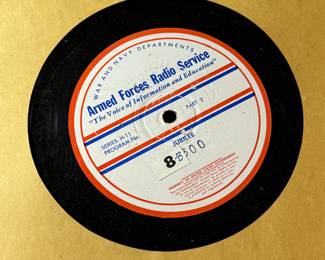 WAR AND NAVY DEPARTMENTS
Armed Forces Radio Service
"The Voice of Information and Education"
SERIES: H-11
PART 2
PROGRAM No.
JUBILEE
8